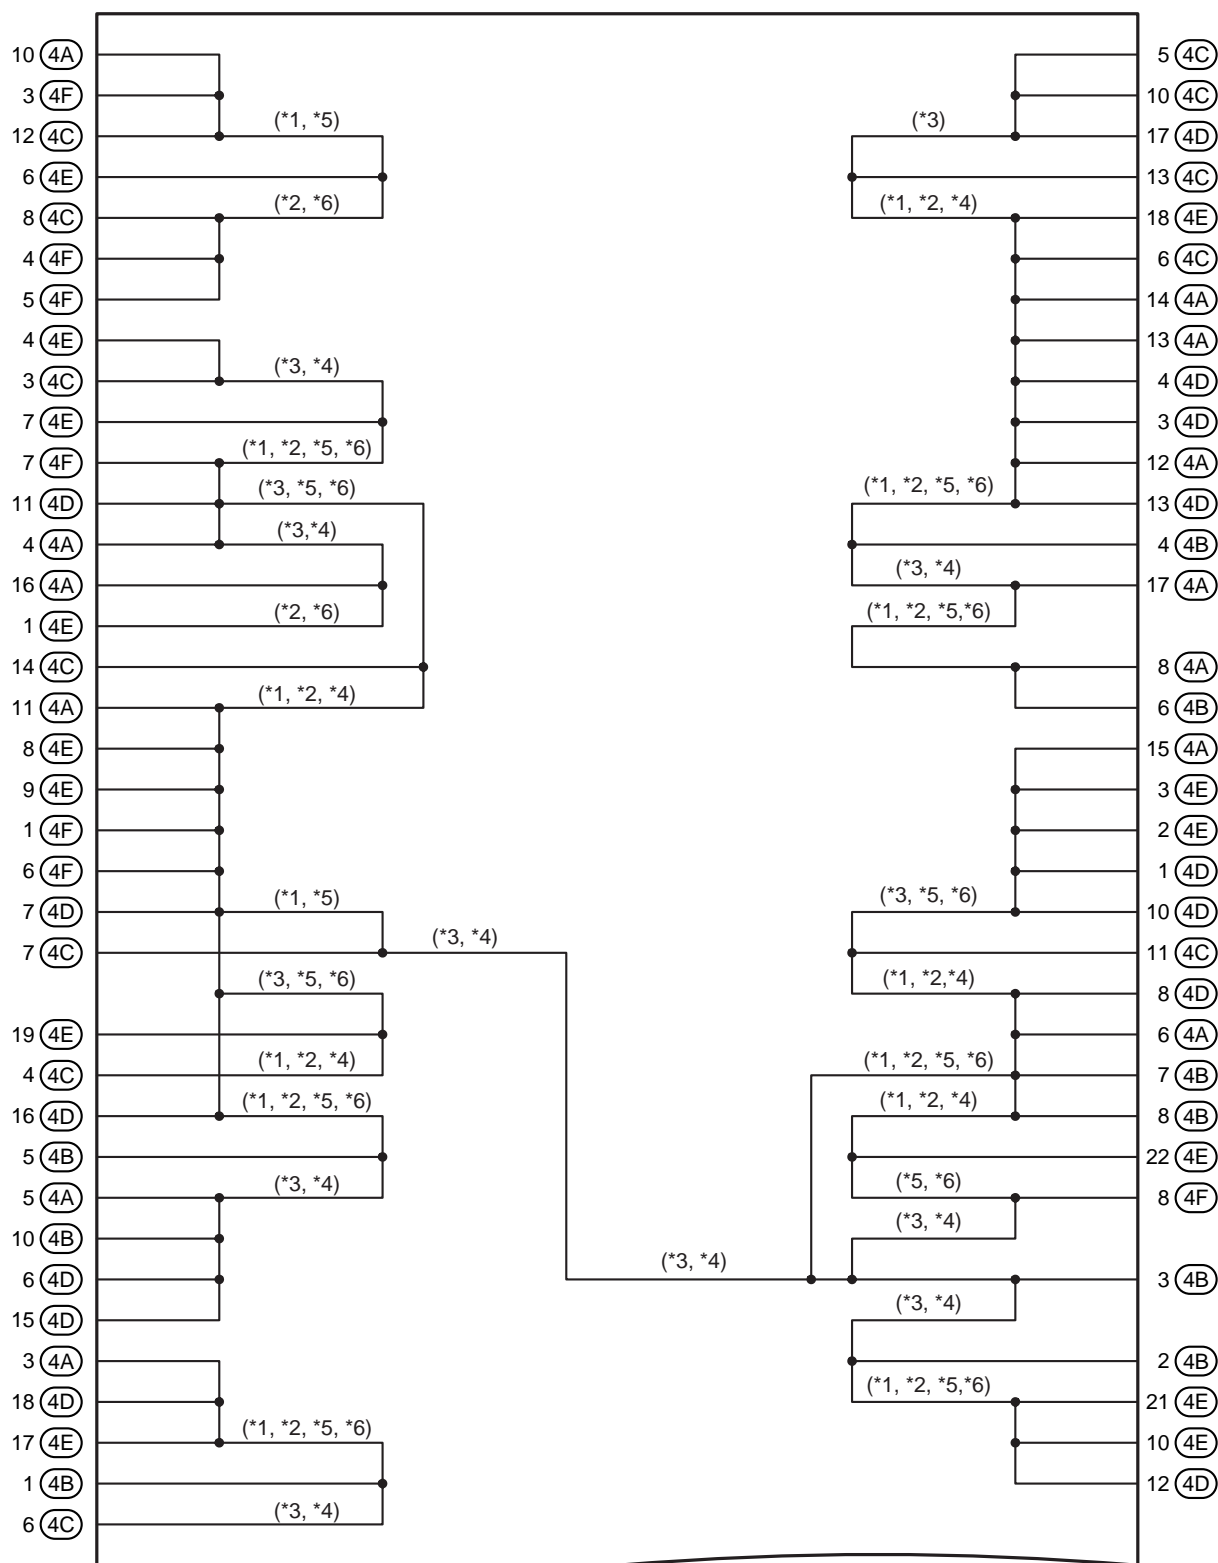 10 4A
3 4F
12 4C
6 4E
8 4C
4 4F
5 4F
4 4E
3 4C
7 4E
7 4F
11 4D
4 4A
16 4A
1 4E
14 4C
11 4A
8 4E
9 4E
1 4F
6 4F
7 4D
7 4C
19 4E
4 4C
16 4D
5 4B
5 4A
10 4B
6 4D
15 4D
3 4A
18 4D
17 4E
1 4B
6 4C
(*1, *5)
(*2, *6)
(*3, *4)
(*1, *2, *5, *6)
(*3, *5, *6)
(*3,*4)
(*2, *6)
(*1, *2, *4)
(*1, *5)
(*3, *4)
(*3, *5, *6)
(*1, *2, *4)
(*1, *2, *5, *6)
(*3, *4)
(*3, *4)
(*1, *2, *5, *6)
(*3, *4)
(*3)
(*1, *2, *4)
(*1, *2, *5, *6)
(*3, *4)
(*1, *2, *5,*6)
(*3, *5, *6)
(*1, *2,*4)
(*1, *2, *5, *6)
(*1, *2, *4)
(*5, *6)
(*3, *4)
(*3, *4)
(*1, *2, *5,*6)
5 4C
10 4C
17 4D
13 4C
18 4E
6 4C
14 4A
13 4A
4 4D
3 4D
12 4A
13 4D
4 4B
17 4A
8 4A
6 4B
15 4A
3 4E
2 4E
1 4D
10 4D
11 4C
8 4D
6 4A
7 4B
8 4B
22 4E
8 4F
3 4B
2 4B
21 4E
10 4E
12 4D